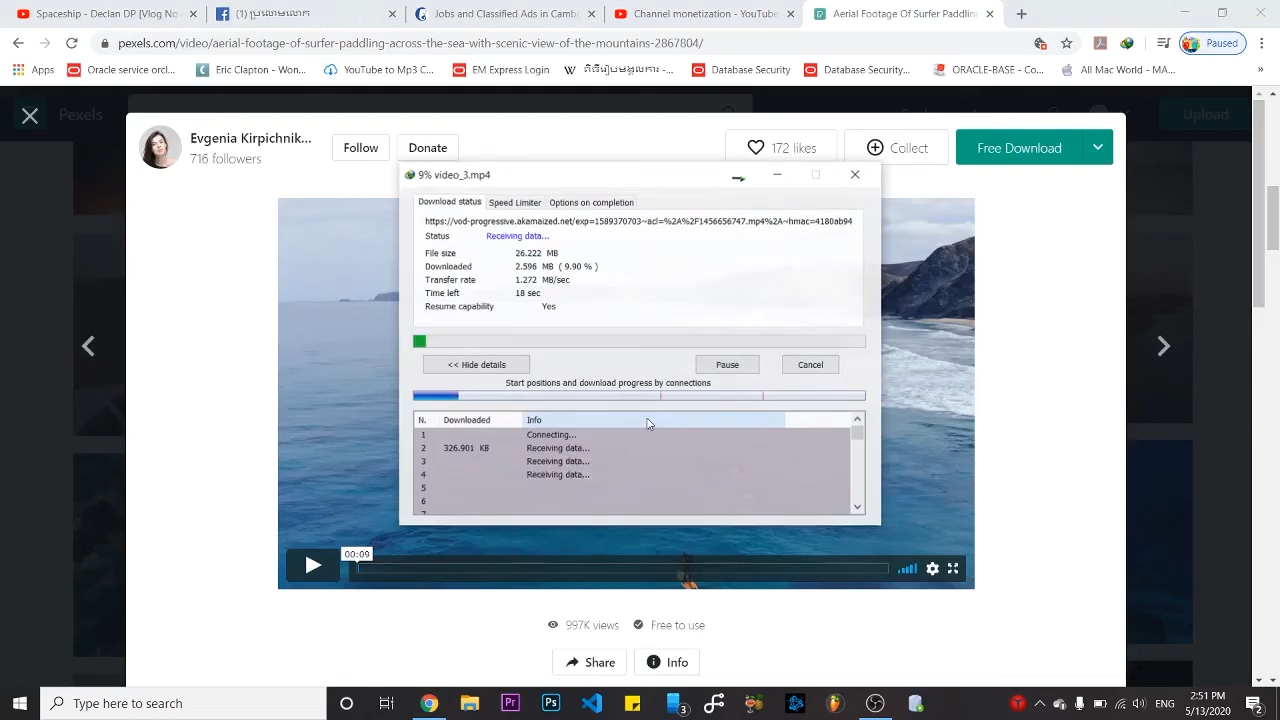 Spaceship - Declan DP [Vlog No
(8) Facebook
Jobs and Classified Ads in Camb
Channel monetization - YouTube
Aerial Footage Of Surfer Paddlin
pexels.com/video/aerial-footage-of-surfer-paddling-across-the-sea-with-scenic-view-of-the-mountains-2867804/
Paused
Apps
Oracle service orcl...
Eric Clapton - Won...
YouTube to Mp3 C...
EM Express Login
Database Security...
Database Security...
ORACLE-BASE - Co...
All Mac World - MA...
»
Pexels
Upload
Evgenia Kirpichnik...
716 followers
Follow
Donate
172 likes
Collect
Free Download
9% video_3.mp4
Download status
Speed Limiter
Options on completion
https://vod-progressive.akamaized.net/exp=1589370703~acl=%2A%2F1456656747.mp4%2A~hmac=4180ab94
Status Receiving data...
File size 26.222 MB
Downloaded 2.596 MB ( 9.90 % )
Transfer rate 1.272 MB/sec
Time left 18 sec
Resume capability Yes
<< Hide details
Pause
Cancel
Start positions and download progress by connections
N. Downloaded Info
1 Connecting...
2 326.901 KB Receiving data...
3 Receiving data...
4 Receiving data...
5
6
00:09
997K views
Free to use
Share
Info
Type here to search
Pr
Ps
3
ENG
2:51 PM
5/13/2020
2